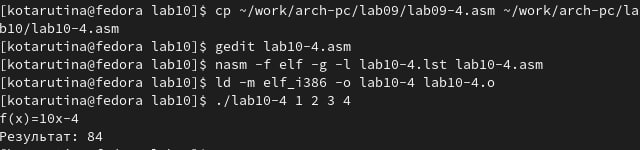 [kotarutina@fedora lab10]$ cp ~/work/arch-pc/lab09/lab09-4.asm ~/work/arch-pc/la
b10/lab10-4.asm
[kotarutina@fedora lab10]$ gedit lab10-4.asm
[kotarutina@fedora lab10]$ nasm -f elf -g -l lab10-4.lst lab10-4.asm
[kotarutina@fedora lab10]$ ld -m elf_i386 -o lab10-4 lab10-4.o
[kotarutina@fedora lab10]$ ./lab10-4 1 2 3 4
f(x)=10x-4
Результат: 84